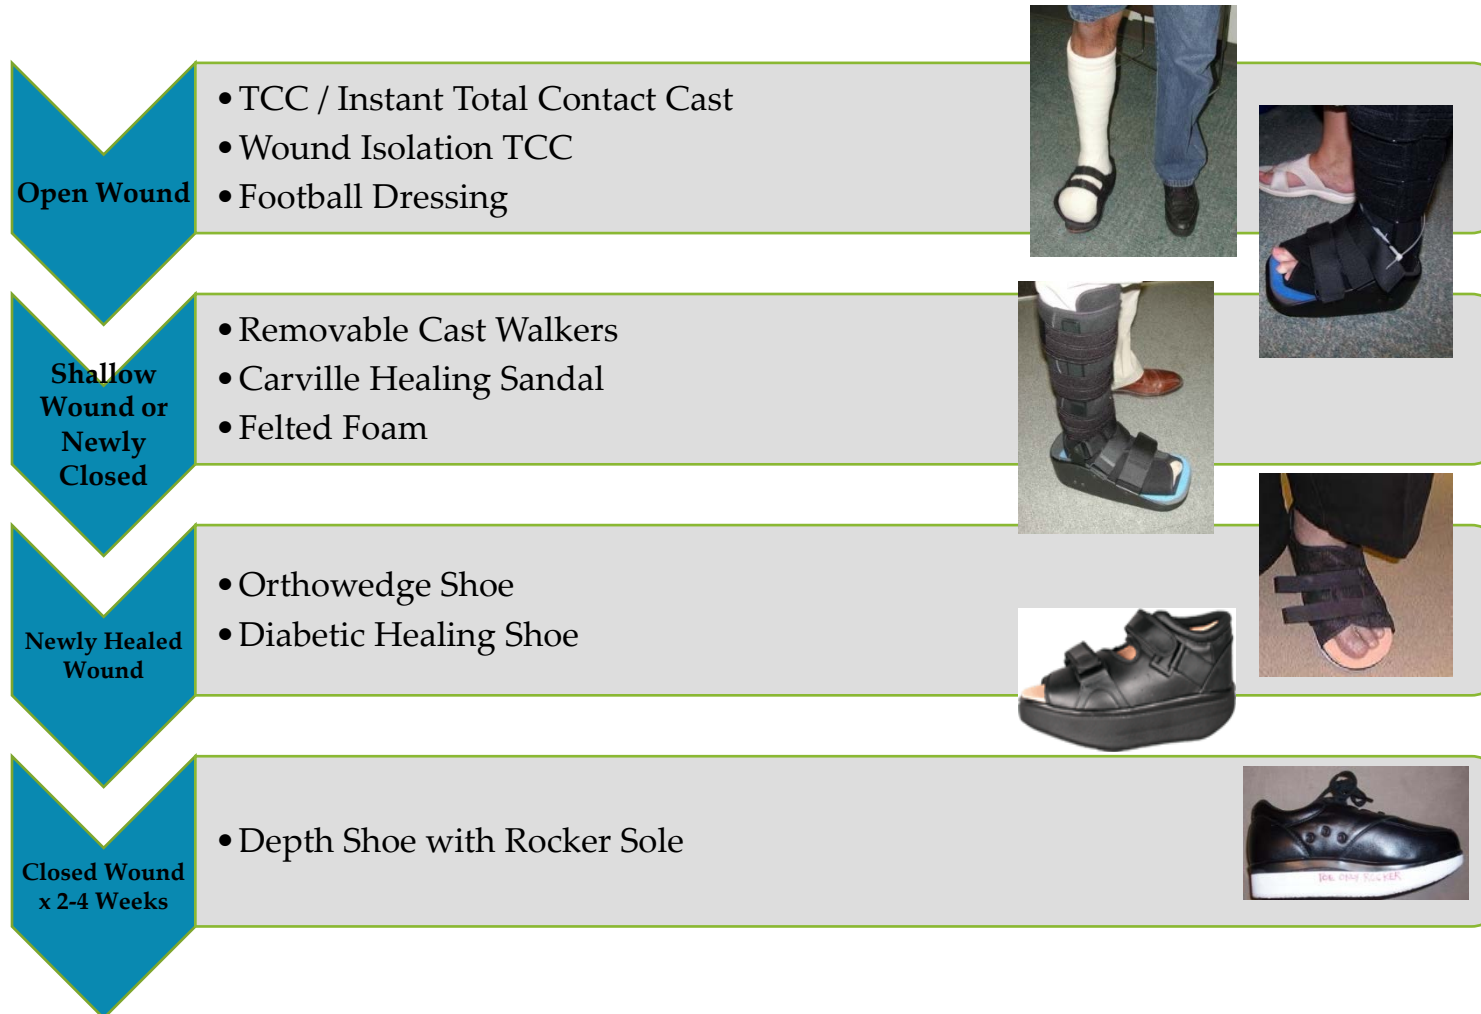 Open Wound
• TCC / Instant Total Contact Cast
• Wound Isolation TCC
• Football Dressing
Shallow
Wound or
Newly
Closed
• Removable Cast Walkers
• Carville Healing Sandal
• Felted Foam
Newly Healed
Wound
• Orthowedge Shoe
• Diabetic Healing Shoe
Closed Wound
x 2-4 Weeks
• Depth Shoe with Rocker Sole